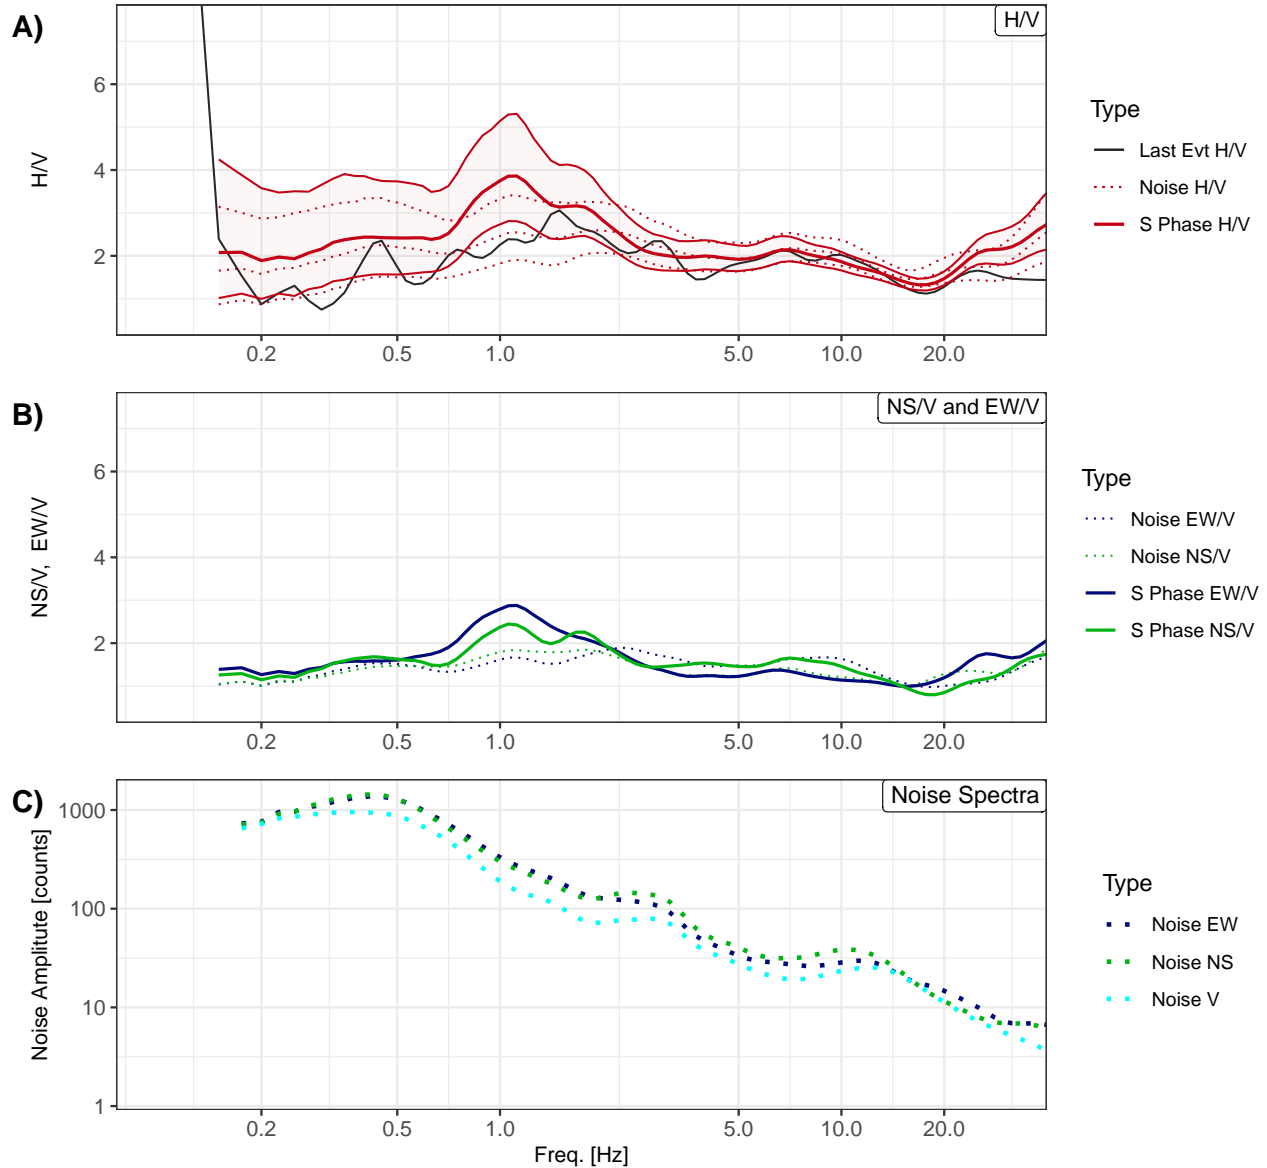 A)
H/V
6
4
2
H/V
0.2 0.5 1.0 5.0 10.0 20.0
Type
Last Evt H/V
Noise H/V
S Phase H/V
B)
NS/V and EW/V
6
4
2
NS/V, EW/V
0.2 0.5 1.0 5.0 10.0 20.0
Type
Noise EW/V
Noise NS/V
S Phase EW/V
S Phase NS/V
C)
Noise Spectra
1000
100
10
1
Noise Amplitute [counts]
0.2 0.5 1.0 5.0 10.0 20.0
Freq. [Hz]
Type
Noise EW
Noise NS
Noise V